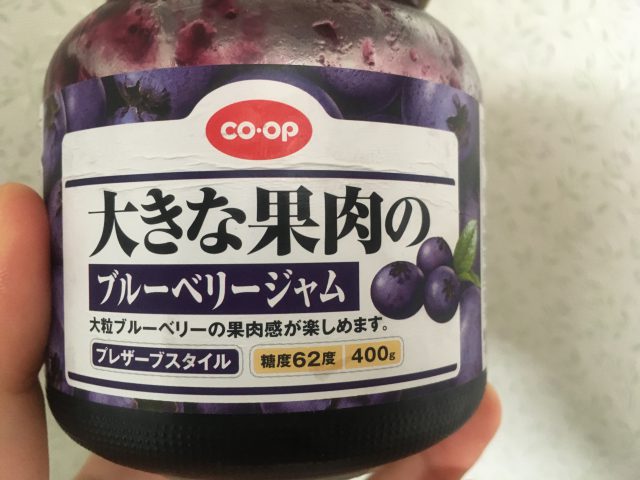 CO·OP
大きな果肉の
ブルーベリージャム
大粒ブルーベリーの果肉感が楽しめます。
プレザーブスタイル 糖度62度 400g